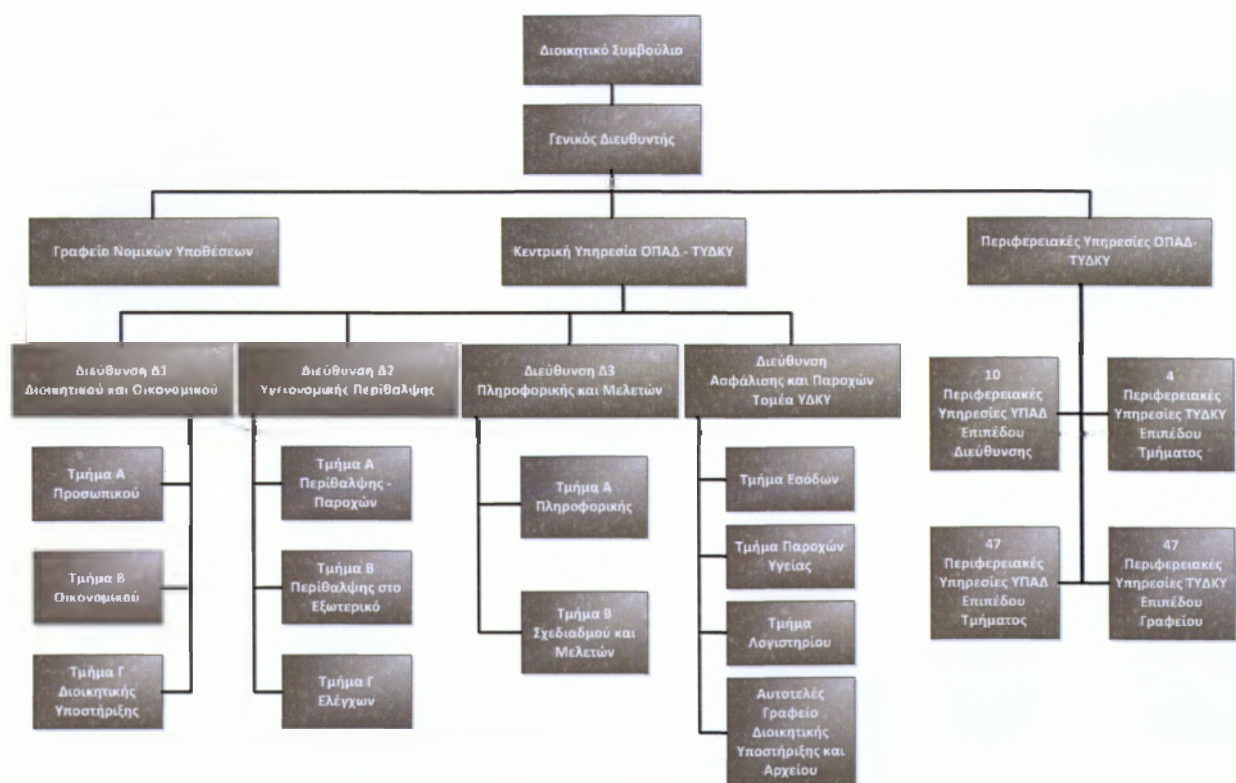 Διοικητικό Συμβούλιο
Γενικός Διευθυντής
Γραφείο Νομικών Υποθέσεων
Κεντρική Υπηρεσία ΟΠΑΔ - ΤΥΔΚΥ
Περιφερειακές Υπηρεσίες ΟΠΑΔ-
ΤΥΔΚΥ
Διεύθυνση Δ1
Διοικητικού και Οικονομικού
Διεύθυνση Δ2
Υγειονομικής Περίθαλψης
Διεύθυνση Δ3
Πληροφορικής και Μελετών
Διεύθυνση
Ασφάλισης και Παροχών
Τομέα ΥΔΚΥ
Τμήμα Α
Προσωπικού
Τμήμα Β
Οικονομικού
Τμήμα Γ
Διοικητικής
Υποστήριξης
Τμήμα Α
Περίθαλψης -
Παροχών
Τμήμα Β
Περίθαλψης στο
Εξωτερικό
Τμήμα Γ
Ελέγχων
Τμήμα Α
Πληροφορικής
Τμήμα Β
Σχεδιαδμού και
Μελετών
Τμήμα Εσόδων
Τμήμα Παροχών
Υγείας
Τμήμα
Λογιστηρίου
Αυτοτελές
Γραφείο
Διοικητικής
Υποστήριξης και
Αρχείου
10
Περιφερειακές
Υπηρεσίες ΥΠΑΔ
Επιπέδου
Διεύθυνσης
4
Περιφερειακές
Υπηρεσίες ΤΥΔΚΥ
Επιπέδου
Τμήματος
47
Περιφερειακές
Υπηρεσίες ΥΠΑΔ
Επιπέδου
Τμήματος
47
Περιφερειακές
Υπηρεσίες ΤΥΔΚΥ
Επιπέδου
Γραφείου